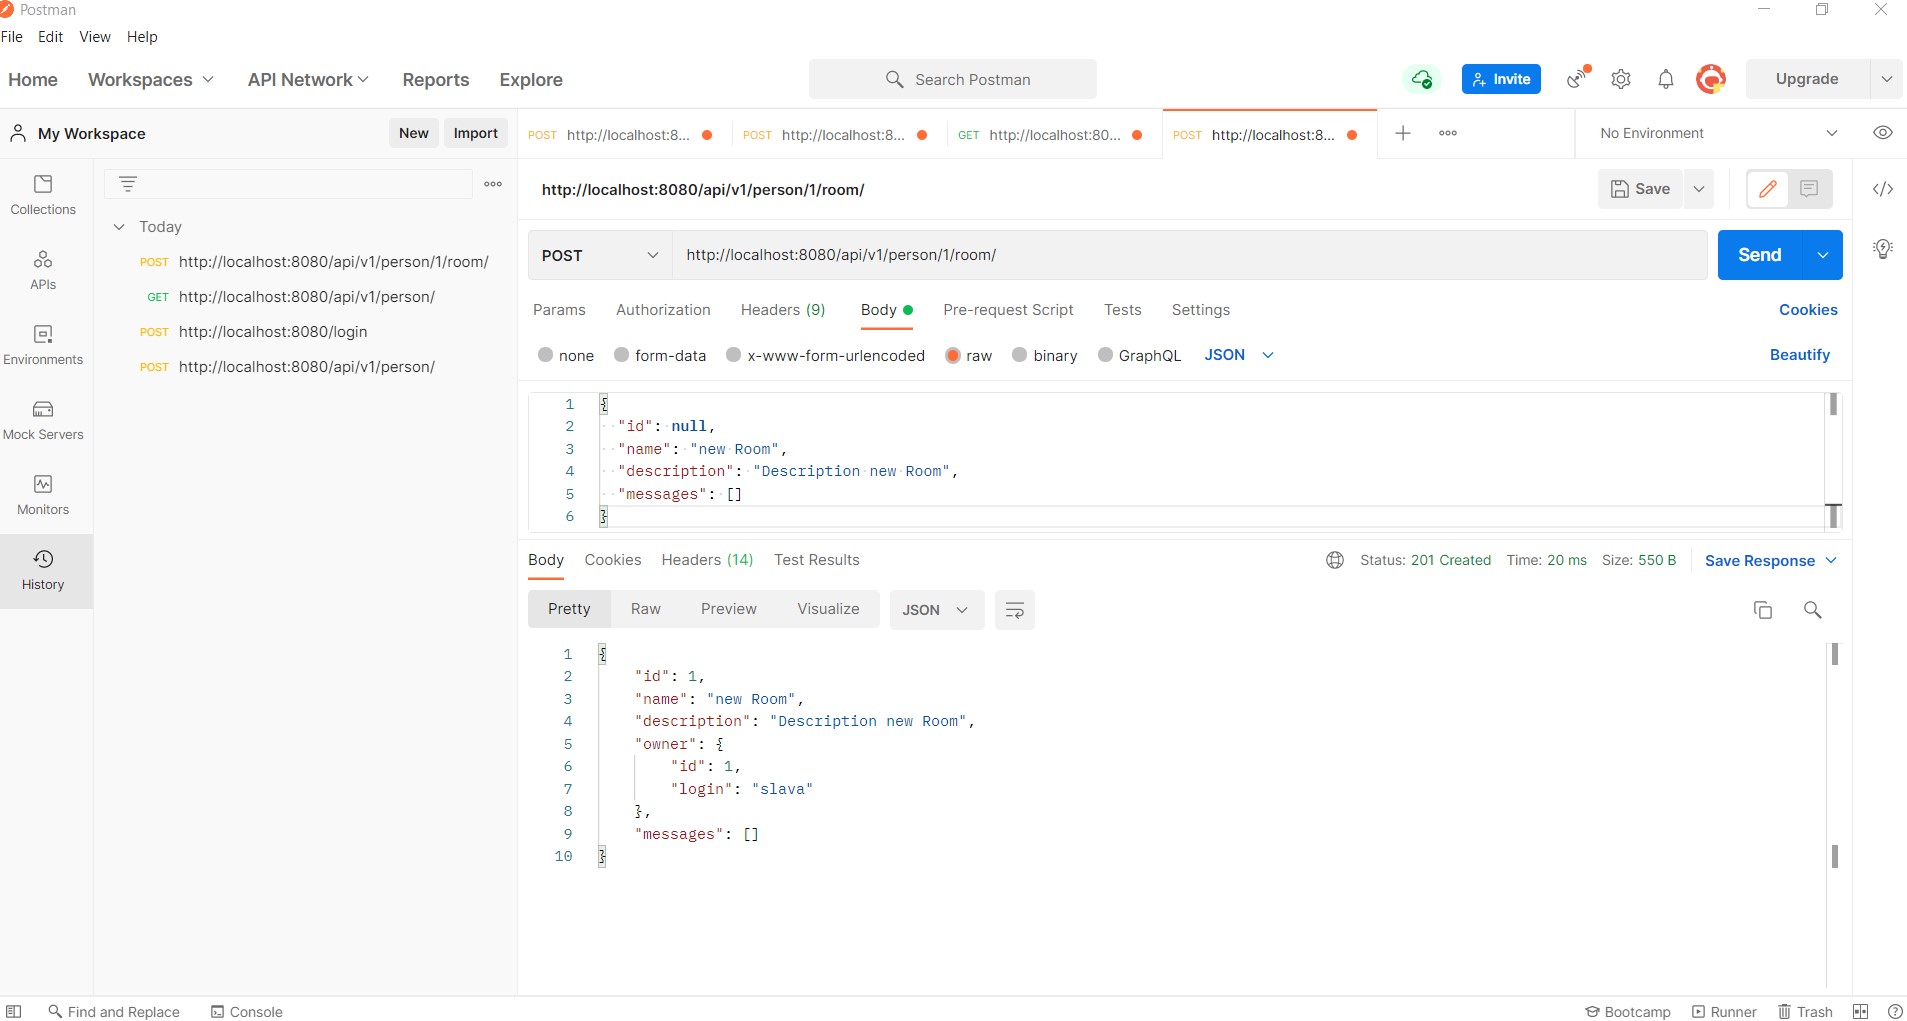 Postman
File Edit View Help
Home Workspaces API Network Reports Explore Search Postman Invite Upgrade
My Workspace New Import
POST http://localhost:8... POST http://localhost:8... GET http://localhost:80... POST http://localhost:8... No Environment
Collections
APIs
Environments
Mock Servers
Monitors
History
Today
POST http://localhost:8080/api/v1/person/1/room/
GET http://localhost:8080/api/v1/person/
POST http://localhost:8080/login
POST http://localhost:8080/api/v1/person/
http://localhost:8080/api/v1/person/1/room/ Save
POST http://localhost:8080/api/v1/person/1/room/ Send
Params Authorization Headers (9) Body Pre-request Script Tests Settings Cookies
none form-data x-www-form-urlencoded raw binary GraphQL JSON Beautify
1 {
2 "id": null,
3 "name": "new Room",
4 "description": "Description new Room",
5 "messages": []
6 }
Body Cookies Headers (14) Test Results Status: 201 Created Time: 20 ms Size: 550 B Save Response
Pretty Raw Preview Visualize JSON
1 {
2 "id": 1,
3 "name": "new Room",
4 "description": "Description new Room",
5 "owner": {
6 "id": 1,
7 "login": "slava"
8 },
9 "messages": []
10 }
Find and Replace Console Bootcamp Runner Trash